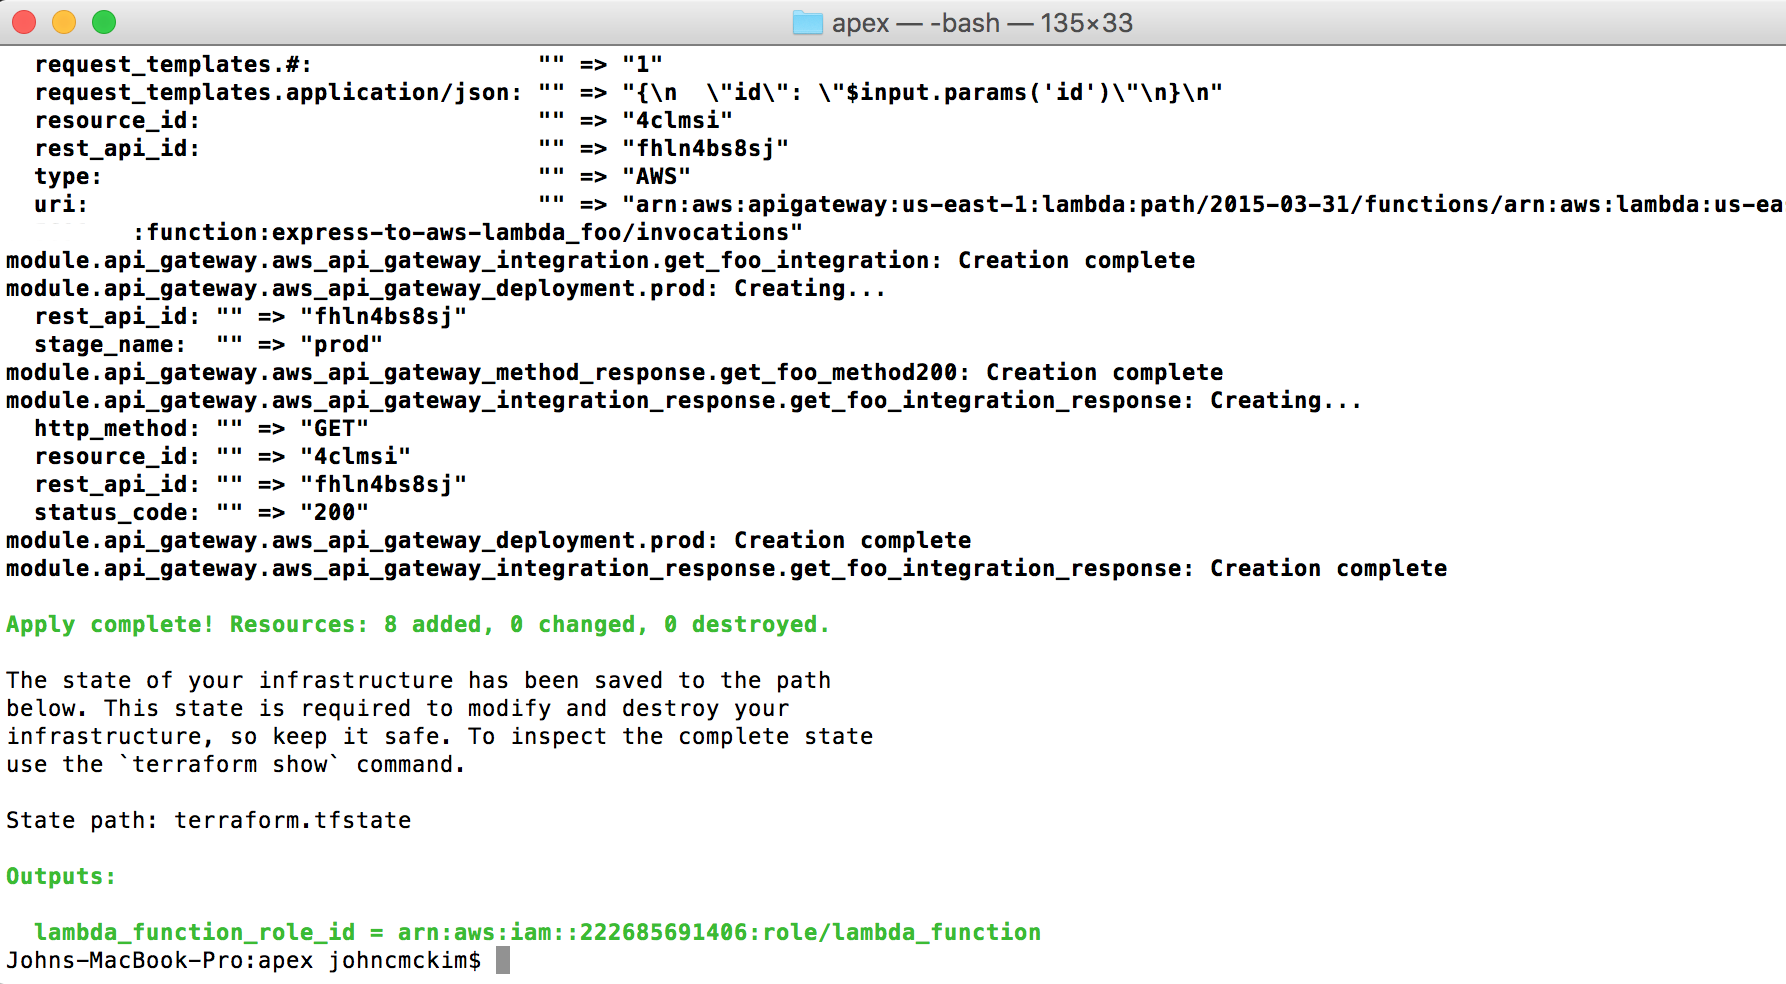 apex — -bash — 135×33
request_templates.#: "" => "1"
request_templates.application/json: "" => "{\n  \"id\": \"$input.params('id')\"\n}\n"
resource_id: "" => "4clmsi"
rest_api_id: "" => "fhln4bs8sj"
type: "" => "AWS"
uri: "" => "arn:aws:apigateway:us-east-1:lambda:path/2015-03-31/functions/arn:aws:lambda:us-ea
:function:express-to-aws-lambda_foo/invocations"
module.api_gateway.aws_api_gateway_integration.get_foo_integration: Creation complete
module.api_gateway.aws_api_gateway_deployment.prod: Creating...
rest_api_id: "" => "fhln4bs8sj"
stage_name:  "" => "prod"
module.api_gateway.aws_api_gateway_method_response.get_foo_method200: Creation complete
module.api_gateway.aws_api_gateway_integration_response.get_foo_integration_response: Creating...
http_method: "" => "GET"
resource_id: "" => "4clmsi"
rest_api_id: "" => "fhln4bs8sj"
status_code: "" => "200"
module.api_gateway.aws_api_gateway_deployment.prod: Creation complete
module.api_gateway.aws_api_gateway_integration_response.get_foo_integration_response: Creation complete
Apply complete! Resources: 8 added, 0 changed, 0 destroyed.
The state of your infrastructure has been saved to the path
below. This state is required to modify and destroy your
infrastructure, so keep it safe. To inspect the complete state
use the `terraform show` command.
State path: terraform.tfstate
Outputs:
lambda_function_role_id = arn:aws:iam::222685691406:role/lambda_function
Johns-MacBook-Pro:apex johncmckim$